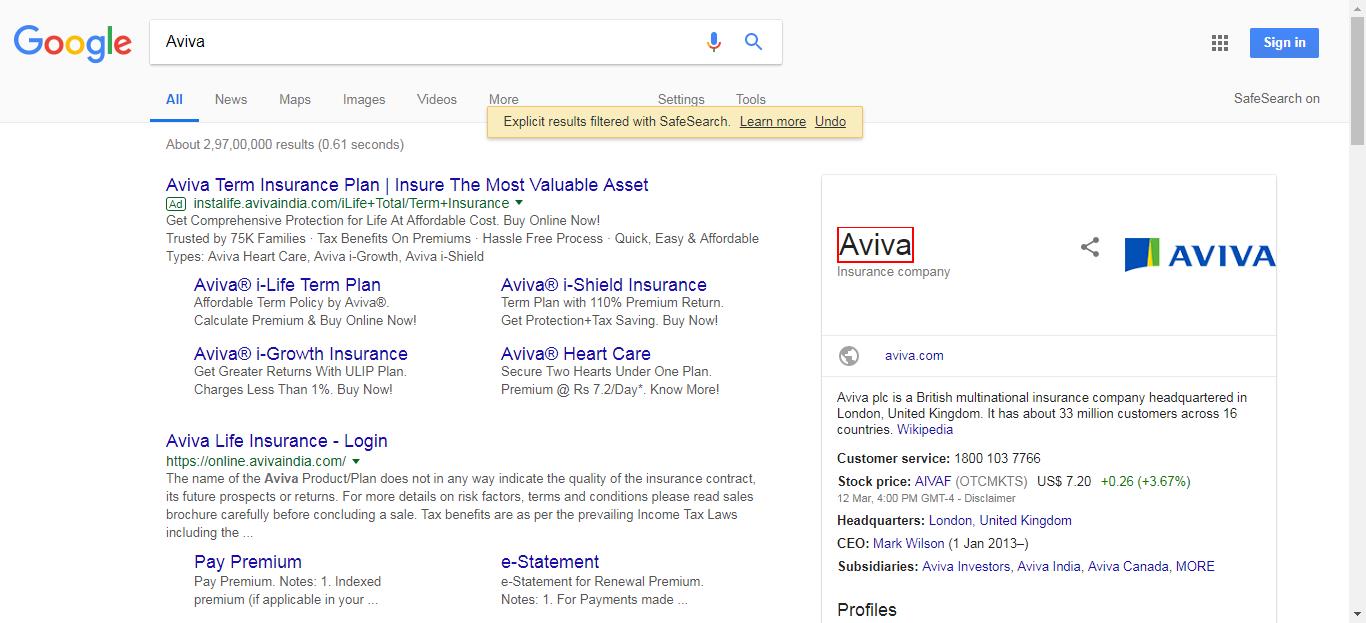 Google
Aviva
Sign in
All News Maps Images Videos More Settings Tools
SafeSearch on
Explicit results filtered with SafeSearch. Learn more Undo
About 2,97,00,000 results (0.61 seconds)
Aviva Term Insurance Plan | Insure The Most Valuable Asset
Ad instalife.avivaindia.com/iLife+Total/Term+Insurance
Get Comprehensive Protection for Life At Affordable Cost. Buy Online Now!
Trusted by 75K Families · Tax Benefits On Premiums · Hassle Free Process · Quick, Easy & Affordable
Types: Aviva Heart Care, Aviva i-Growth, Aviva i-Shield
Aviva® i-Life Term Plan
Affordable Term Policy by Aviva®.
Calculate Premium & Buy Online Now!
Aviva® i-Shield Insurance
Term Plan with 110% Premium Return.
Get Protection+Tax Saving. Buy Now!
Aviva® i-Growth Insurance
Get Greater Returns With ULIP Plan.
Charges Less Than 1%. Buy Now!
Aviva® Heart Care
Secure Two Hearts Under One Plan.
Premium @ Rs 7.2/Day*. Know More!
Aviva Life Insurance - Login
https://online.avivaindia.com/
The name of the Aviva Product/Plan does not in any way indicate the quality of the insurance contract,
its future prospects or returns. For more details on risk factors, terms and conditions please read sales
brochure carefully before concluding a sale. Tax benefits are as per the prevailing Income Tax Laws
including the ...
Pay Premium
Pay Premium. Notes: 1. Indexed
premium (if applicable in your ...
e-Statement
e-Statement for Renewal Premium.
Notes: 1. For Payments made ...
Aviva
Insurance company
AVIVA
aviva.com
Aviva plc is a British multinational insurance company headquartered in
London, United Kingdom. It has about 33 million customers across 16
countries. Wikipedia
Customer service: 1800 103 7766
Stock price: AIVAF (OTCMKTS) US$ 7.20 +0.26 (+3.67%)
12 Mar, 4:00 PM GMT-4 - Disclaimer
Headquarters: London, United Kingdom
CEO: Mark Wilson (1 Jan 2013–)
Subsidiaries: Aviva Investors, Aviva India, Aviva Canada, MORE
Profiles